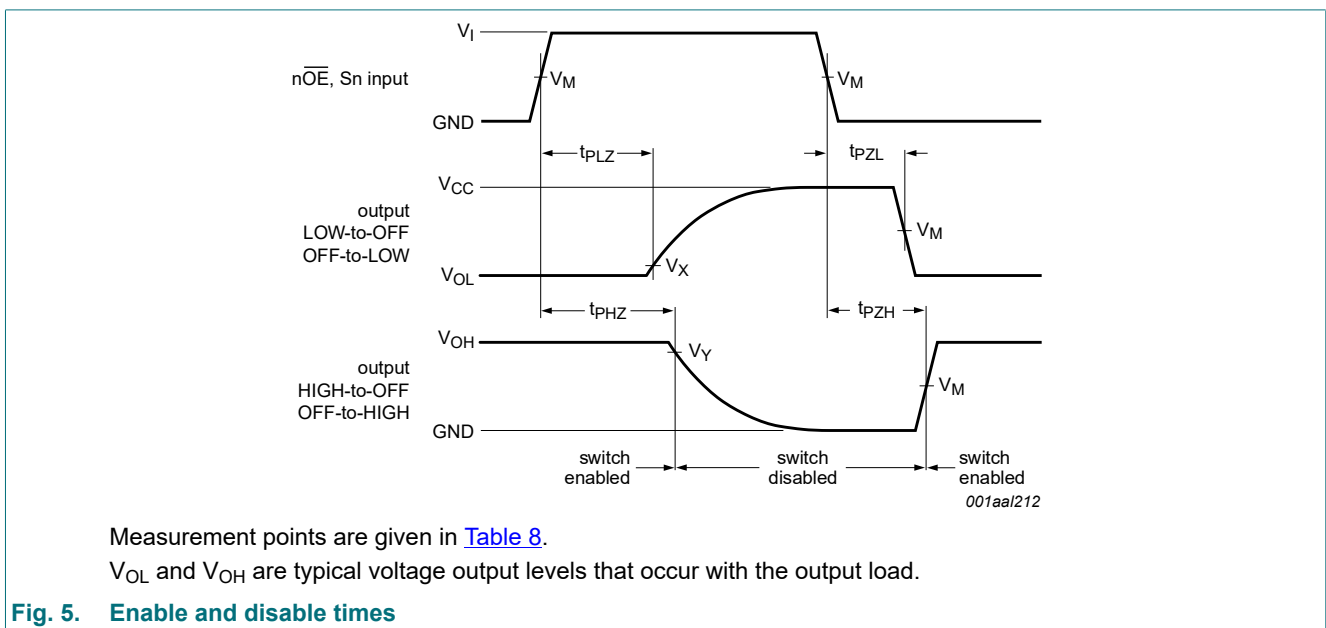 V_I
nOE, Sn input
V_M
V_M
GND
t_PLZ
t_PZL
V_CC
output
LOW-to-OFF
OFF-to-LOW
V_M
V_X
V_OL
t_PHZ
t_PZH
V_OH
V_Y
output
HIGH-to-OFF
OFF-to-HIGH
V_M
GND
switch
enabled
switch
disabled
switch
enabled
001aal212
Measurement points are given in Table 8.
V_OL and V_OH are typical voltage output levels that occur with the output load.
Fig. 5. Enable and disable times